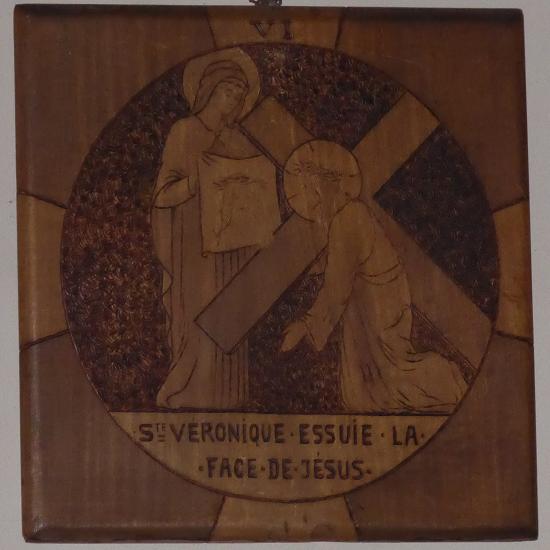 VI
STE VÉRONIQUE · ESSUIE · LA ·
· FACE · DE · JÉSUS ·